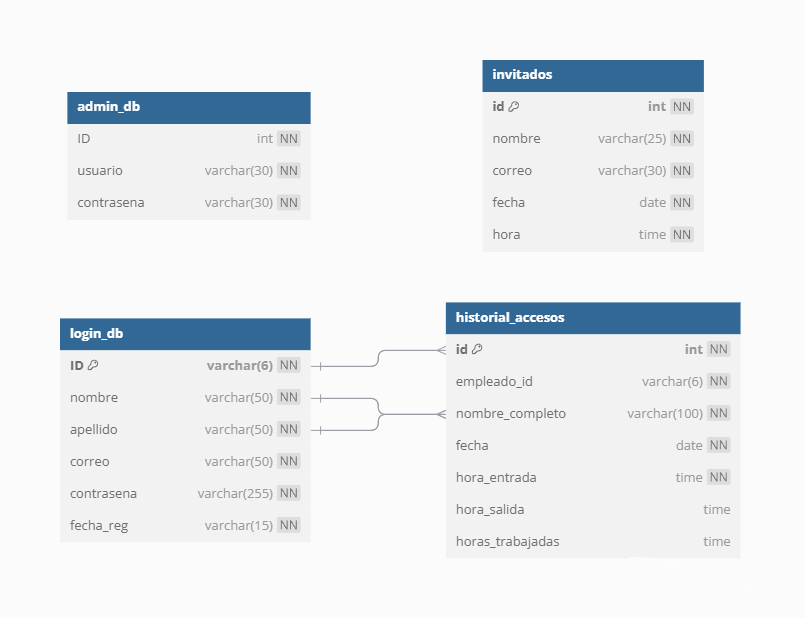 admin_db
ID int NN
usuario varchar(30) NN
contrasena varchar(30) NN
invitados
id int NN
nombre varchar(25) NN
correo varchar(30) NN
fecha date NN
hora time NN
login_db
ID varchar(6) NN
nombre varchar(50) NN
apellido varchar(50) NN
correo varchar(50) NN
contrasena varchar(255) NN
fecha_reg varchar(15) NN
historial_accesos
id int NN
empleado_id varchar(6) NN
nombre_completo varchar(100) NN
fecha date NN
hora_entrada time NN
hora_salida time
horas_trabajadas time